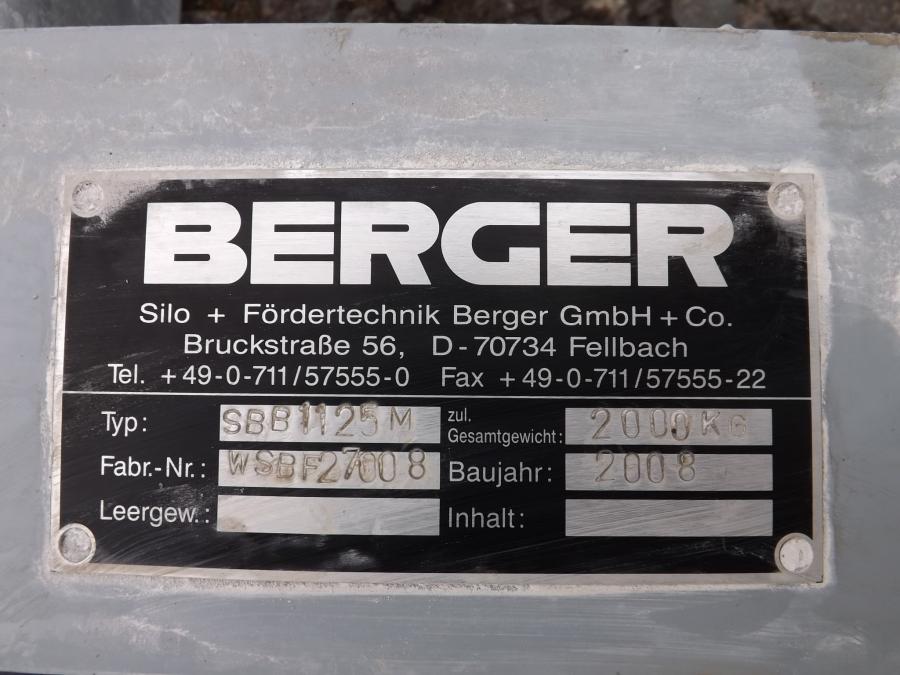 BERGER
Silo + Fördertechnik Berger GmbH + Co.
Bruckstraße 56, D-70734 Fellbach
Tel. +49-0-711/57555-0 Fax +49-0-711/57555-22
Typ: SBB1125M zul. Gesamtgewicht: 2000KG
Fabr.-Nr.: WSBF27008 Baujahr: 2008
Leergew.: Inhalt: